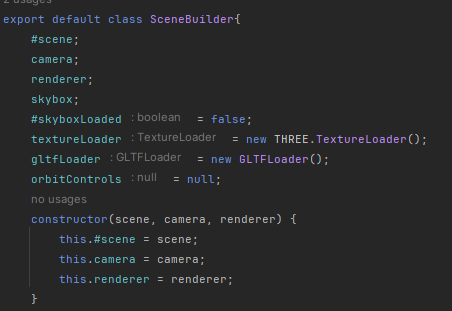 2 usages
export default class SceneBuilder{
#scene;
camera;
renderer;
skybox;
#skyboxLoaded : boolean = false;
textureLoader : TextureLoader = new THREE.TextureLoader();
gltfLoader : GLTFLoader = new GLTFLoader();
orbitControls : null = null;
no usages
constructor(scene, camera, renderer) {
this.#scene = scene;
this.camera = camera;
this.renderer = renderer;
}